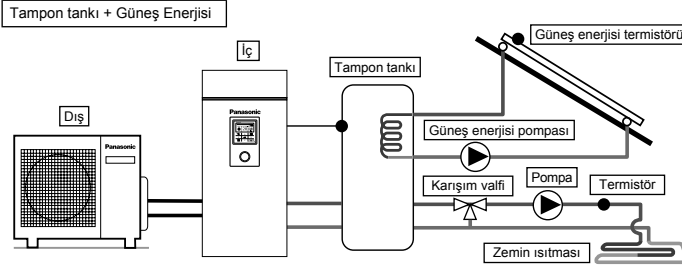 Tampon tankı + Güneş Enerjisi
İç
Güneş enerjisi termistörü
Tampon tankı
Dış
Panasonic
Panasonic
Güneş enerjisi pompası
Karışım valfi
Pompa
Termistör
Zemin ısıtması